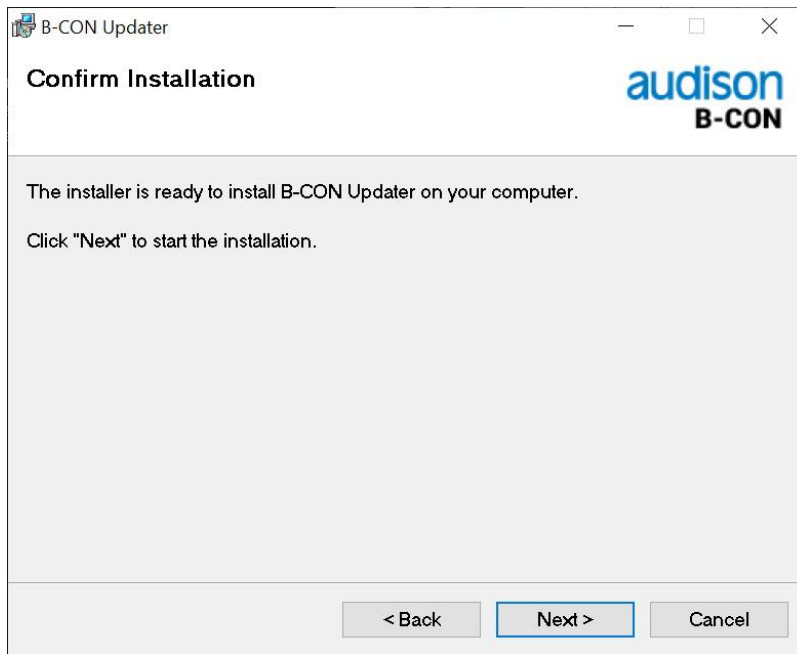 B-CON Updater
Confirm Installation
audison
B-CON
The installer is ready to install B-CON Updater on your computer.
Click "Next" to start the installation.
< Back
Next >
Cancel